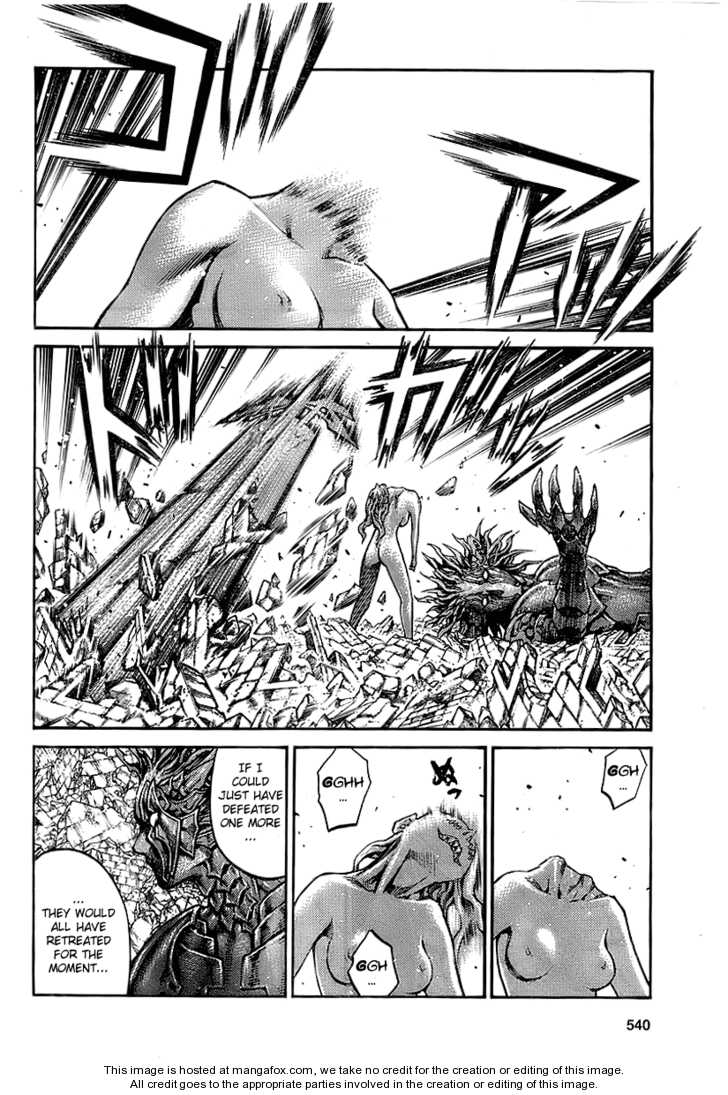 ガ
ド
GGH
...
GGHH
...
GGH
...
IF I
COULD
JUST HAVE
DEFEATED
ONE MORE
...
...
THEY WOULD
ALL HAVE
RETREATED
FOR THE
MOMENT...
540
This image is hosted at mangafox.com, we take no credit for the creation or editing of this image.
All credit goes to the appropriate parties involved in the creation or editing of this image.